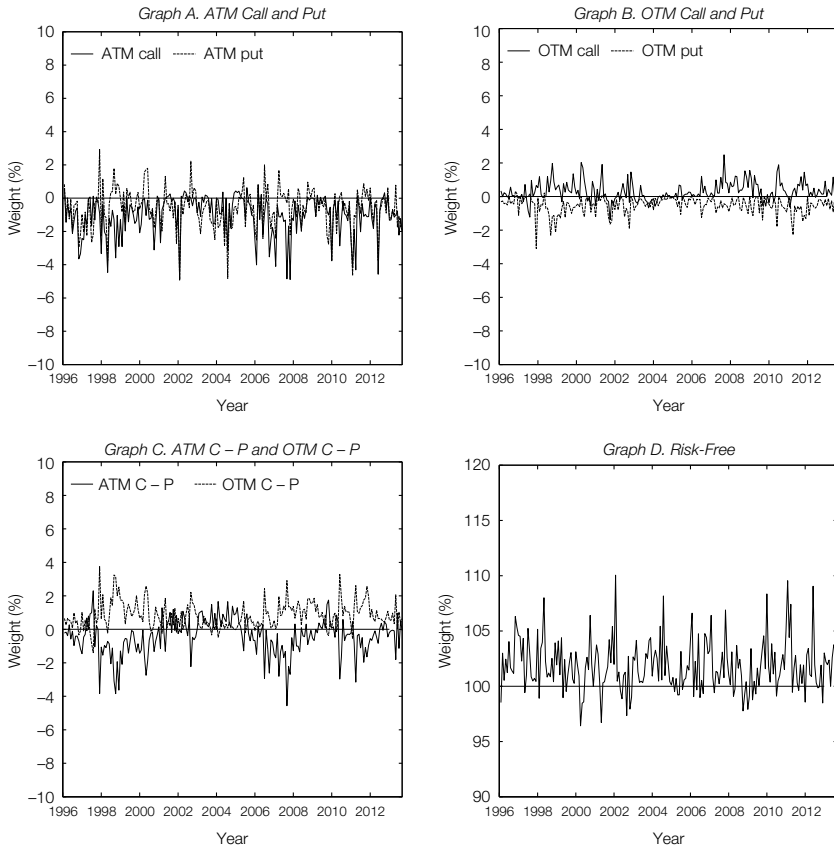 Graph A. ATM Call and Put
10
8
6
4
2
0
–2
–4
–6
–8
–10
Weight (%)
ATM call
ATM put
1996 1998 2000 2002 2004 2006 2008 2010 2012
Year
Graph B. OTM Call and Put
10
8
6
4
2
0
–2
–4
–6
–8
–10
Weight (%)
OTM call
OTM put
1996 1998 2000 2002 2004 2006 2008 2010 2012
Year
Graph C. ATM C – P and OTM C – P
10
8
6
4
2
0
–2
–4
–6
–8
–10
Weight (%)
ATM C – P
OTM C – P
1996 1998 2000 2002 2004 2006 2008 2010 2012
Year
Graph D. Risk-Free
120
115
110
105
100
95
90
Weight (%)
1996 1998 2000 2002 2004 2006 2008 2010 2012
Year